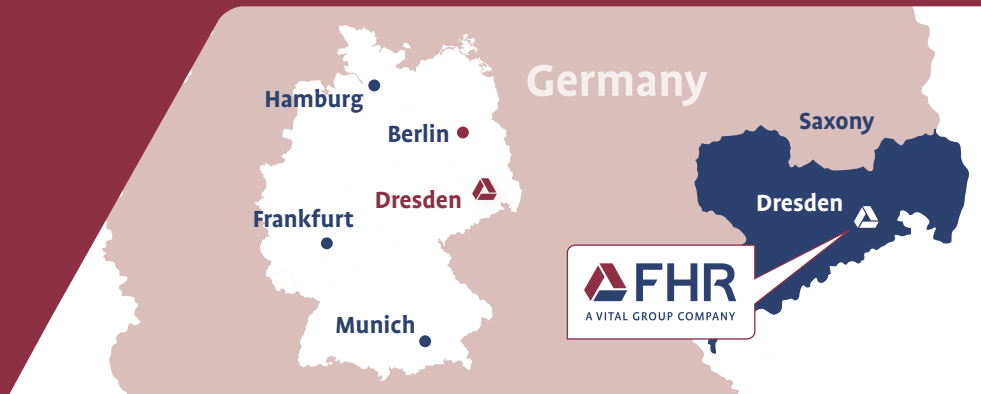 Germany
Hamburg
Berlin
Dresden
Frankfurt
Munich
Saxony
Dresden
FHR
A VITAL GROUP COMPANY